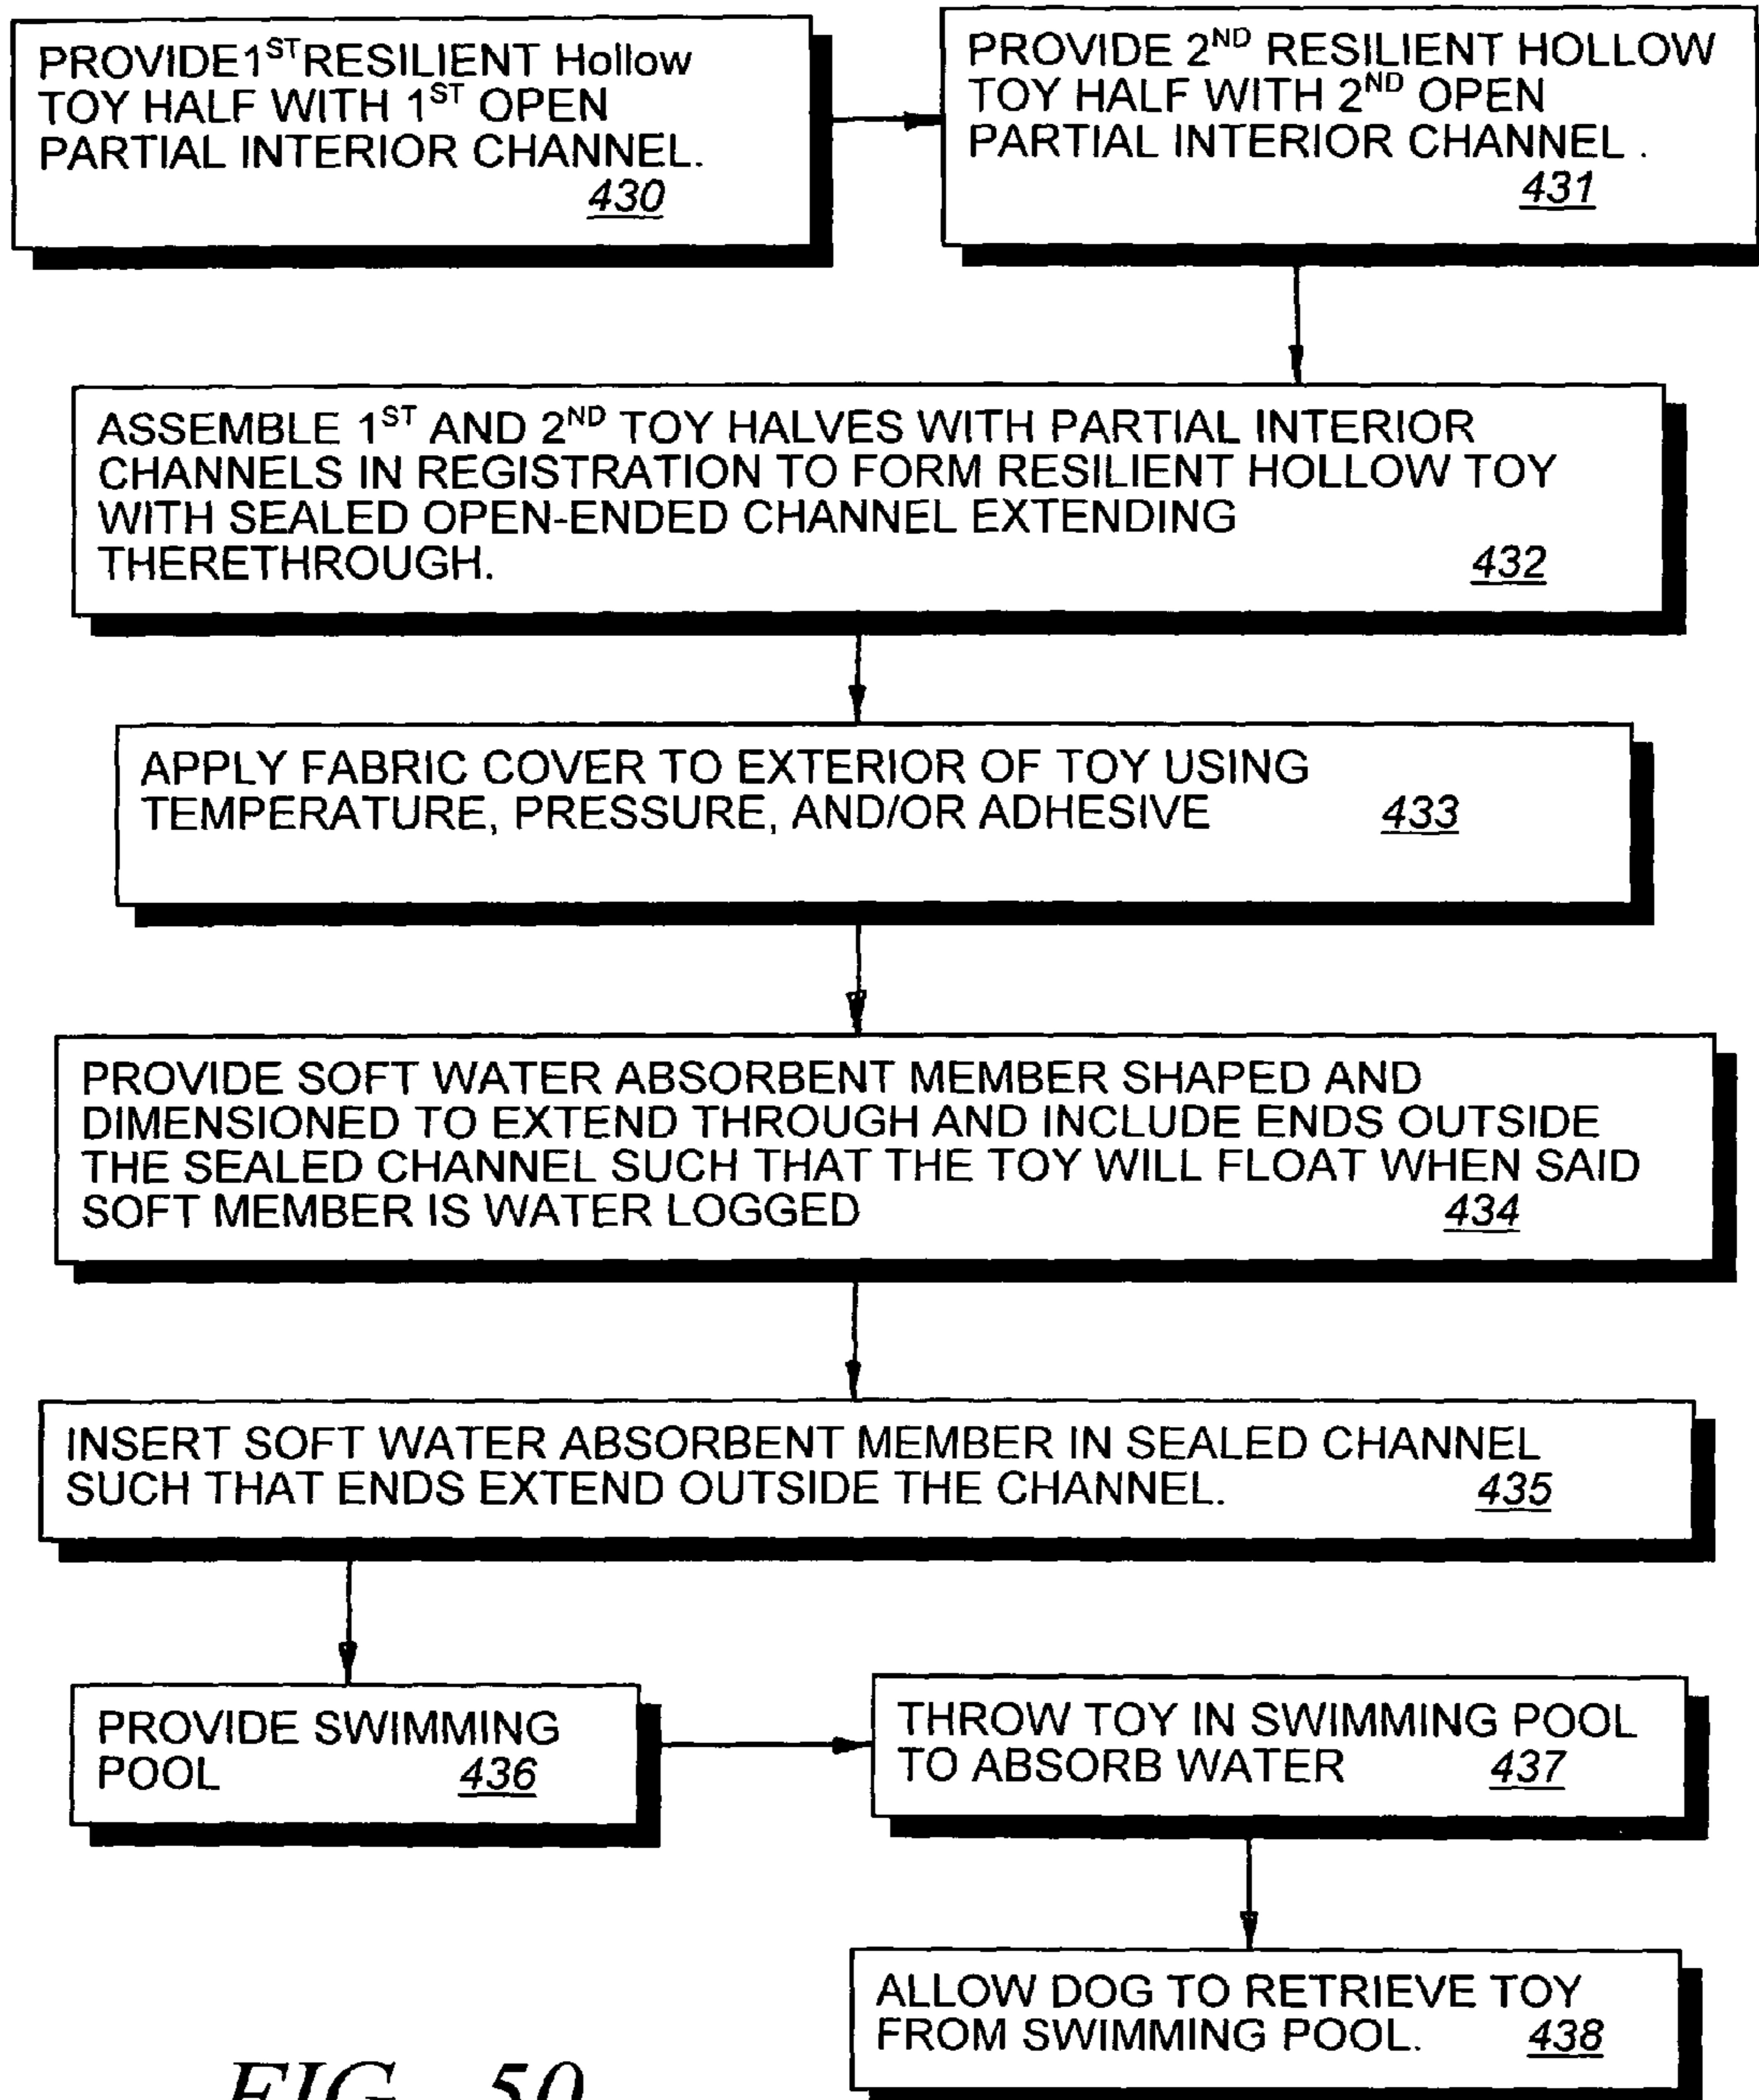 PROVIDE 1ST RESILIENT Hollow
TOY HALF WITH 1ST OPEN
PARTIAL INTERIOR CHANNEL.
430
PROVIDE 2ND RESILIENT HOLLOW
TOY HALF WITH 2ND OPEN
PARTIAL INTERIOR CHANNEL .
431
ASSEMBLE 1ST AND 2ND TOY HALVES WITH PARTIAL INTERIOR
CHANNELS IN REGISTRATION TO FORM RESILIENT HOLLOW TOY
WITH SEALED OPEN-ENDED CHANNEL EXTENDING
THERETHROUGH. 432
APPLY FABRIC COVER TO EXTERIOR OF TOY USING
TEMPERATURE, PRESSURE, AND/OR ADHESIVE 433
PROVIDE SOFT WATER ABSORBENT MEMBER SHAPED AND
DIMENSIONED TO EXTEND THROUGH AND INCLUDE ENDS OUTSIDE
THE SEALED CHANNEL SUCH THAT THE TOY WILL FLOAT WHEN SAID
SOFT MEMBER IS WATER LOGGED 434
INSERT SOFT WATER ABSORBENT MEMBER IN SEALED CHANNEL
SUCH THAT ENDS EXTEND OUTSIDE THE CHANNEL. 435
PROVIDE SWIMMING
POOL 436
THROW TOY IN SWIMMING POOL
TO ABSORB WATER 437
ALLOW DOG TO RETRIEVE TOY
FROM SWIMMING POOL. 438
FIG. 50